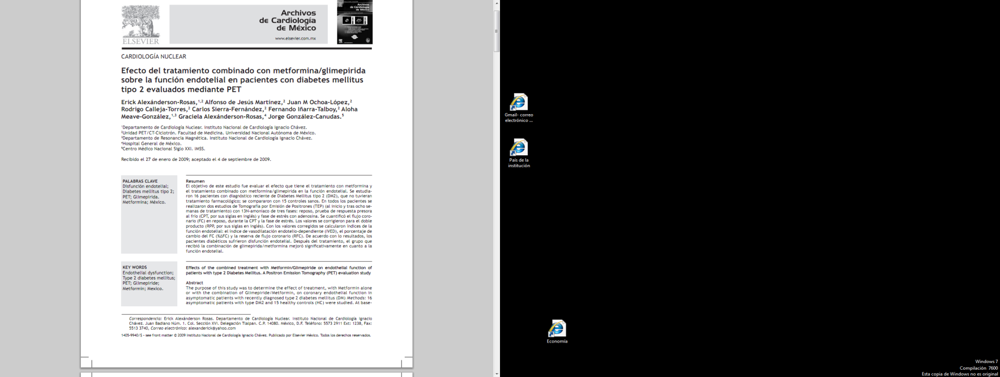 ELSEVIER
Archivos
de Cardiología
de México
www.elsevier.com.mx
Archivos
de Cardiología
de México
CARDIOLOGÍA NUCLEAR
Efecto del tratamiento combinado con metformina/glimepirida
sobre la función endotelial en pacientes con diabetes mellitus
tipo 2 evaluados mediante PET
Erick Alexánderson-Rosas,1,2 Alfonso de Jesús Martínez,2 Juan M Ochoa-López,2
Rodrigo Calleja-Torres,2 Carlos Sierra-Fernández,2 Fernando Iñarra-Talboy,2 Aloha
Meave-González,1,3 Graciela Alexánderson-Rosas,4 Jorge González-Canudas.5
1Departamento de Cardiología Nuclear. Instituto Nacional de Cardiología Ignacio Chávez.
2Unidad PET/CT-Ciclotrón. Facultad de Medicina. Universidad Nacional Autónoma de México.
3Departamento de Resonancia Magnética. Instituto Nacional de Cardiología Ignacio Chávez.
4Hospital General de México.
5Centro Médico Nacional Siglo XXI. IMSS.
Recibido el 27 de enero de 2009; aceptado el 4 de septiembre de 2009.
PALABRAS CLAVE
Disfunción endotelial;
Diabetes mellitus tipo 2;
PET; Glimepirida.
Metformina; México.
Resumen
El objetivo de este estudio fue evaluar el efecto que tiene el tratamiento con metformina y
el tratamiento combinado con metformina/glimepirida en la función endotelial. Se estudia-
ron 16 pacientes con diagnóstico reciente de Diabetes Mellitus tipo 2 (DM2), que no tuvieran
tratamiento farmacológico; se compararon con 15 controles sanos. En todos los pacientes se
realizaron dos estudios de Tomografía por Emisión de Positrones (TEP) (al inicio y tras ocho se-
manas de tratamiento) con 13N-amoniaco de tres fases: reposo, prueba de respuesta presora
al frío (CPT, por sus siglas en inglés) y fase de estrés con adenosina. Se cuantificó el flujo coro-
nario (FC) en reposo, durante la CPT y la fase de estrés. Los valores se corrigieron para el doble
producto (RPP, por sus siglas en inglés). Con los valores corregidos se calcularon índices de la
función endotelial: el índice de vasodilatación endotelio-dependiente (IVED), el porcentaje de
cambio del FC (%ΔFC) y la reserva de flujo coronario (RFC). De acuerdo con lo resultados, los
pacientes diabéticos sufrieron disfunción endotelial. Después del tratamiento, el grupo que
recibió la combinación de glimepirida/metformina mejoró significativamente en cuanto a la
función endotelial.
KEY WORDS
Endothelial dysfunction;
Type 2 diabetes mellitus;
PET; Glimepiride;
Metformin; Mexico.
Effects of the combined treatment with Metformin/Glimepiride on endothelial function of
patients with type 2 Diabetes Mellitus. A Positron Emission Tomography (PET) evaluation study
Abstract
The purpose of this study was to determine the effect of treatment, with Metformin alone
or with the combination of Glimepiride/Metformin, on coronary endothelial function in
asymptomatic patients with recently diagnosed type 2 diabetes mellitus (DM) Methods: 16
asymptomatic patients with type DM2 and 15 healthy controls (HC) were studied. At base-
Correspondencia: Erick Alexánderson Rosas. Departamento de Cardiología Nuclear. Instituto Nacional de Cardiología Ignacio
Chávez. Juan Badiano Núm. 1. Col. Sección XVI. Delegación Tlalpan. C.P. 14080. México, D.F. Teléfono: 5573 2911 Ext: 1238, Fax:
5513 3740, Correo electrónico: alexanderick@yahoo.com
1405-9940/$ - see front matter © 2009 Instituto Nacional de Cardiología Ignacio Chávez. Publicado por Elsevier México. Todos los derechos reservados.
Gmail- correo
electrónico ...
País de la
institución
Economía
Windows 7
Compilación 7600
Esta copia de Windows no es original